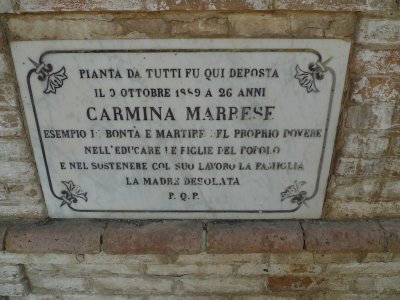 PIANTA DA TUTTI FU QUI DEPOSTA
IL 9 OTTOBRE 1889 A 26 ANNI
CARMINA MARRESE
ESEMPIO DI BONTÀ E MARTIRE DEL PROPRIO DOVERE
NELL'EDUCARE LE FIGLIE DEL POPOLO
E NEL SOSTENERE COL SUO LAVORO LA FAMIGLIA
LA MADRE DESOLATA
P. Q. P.